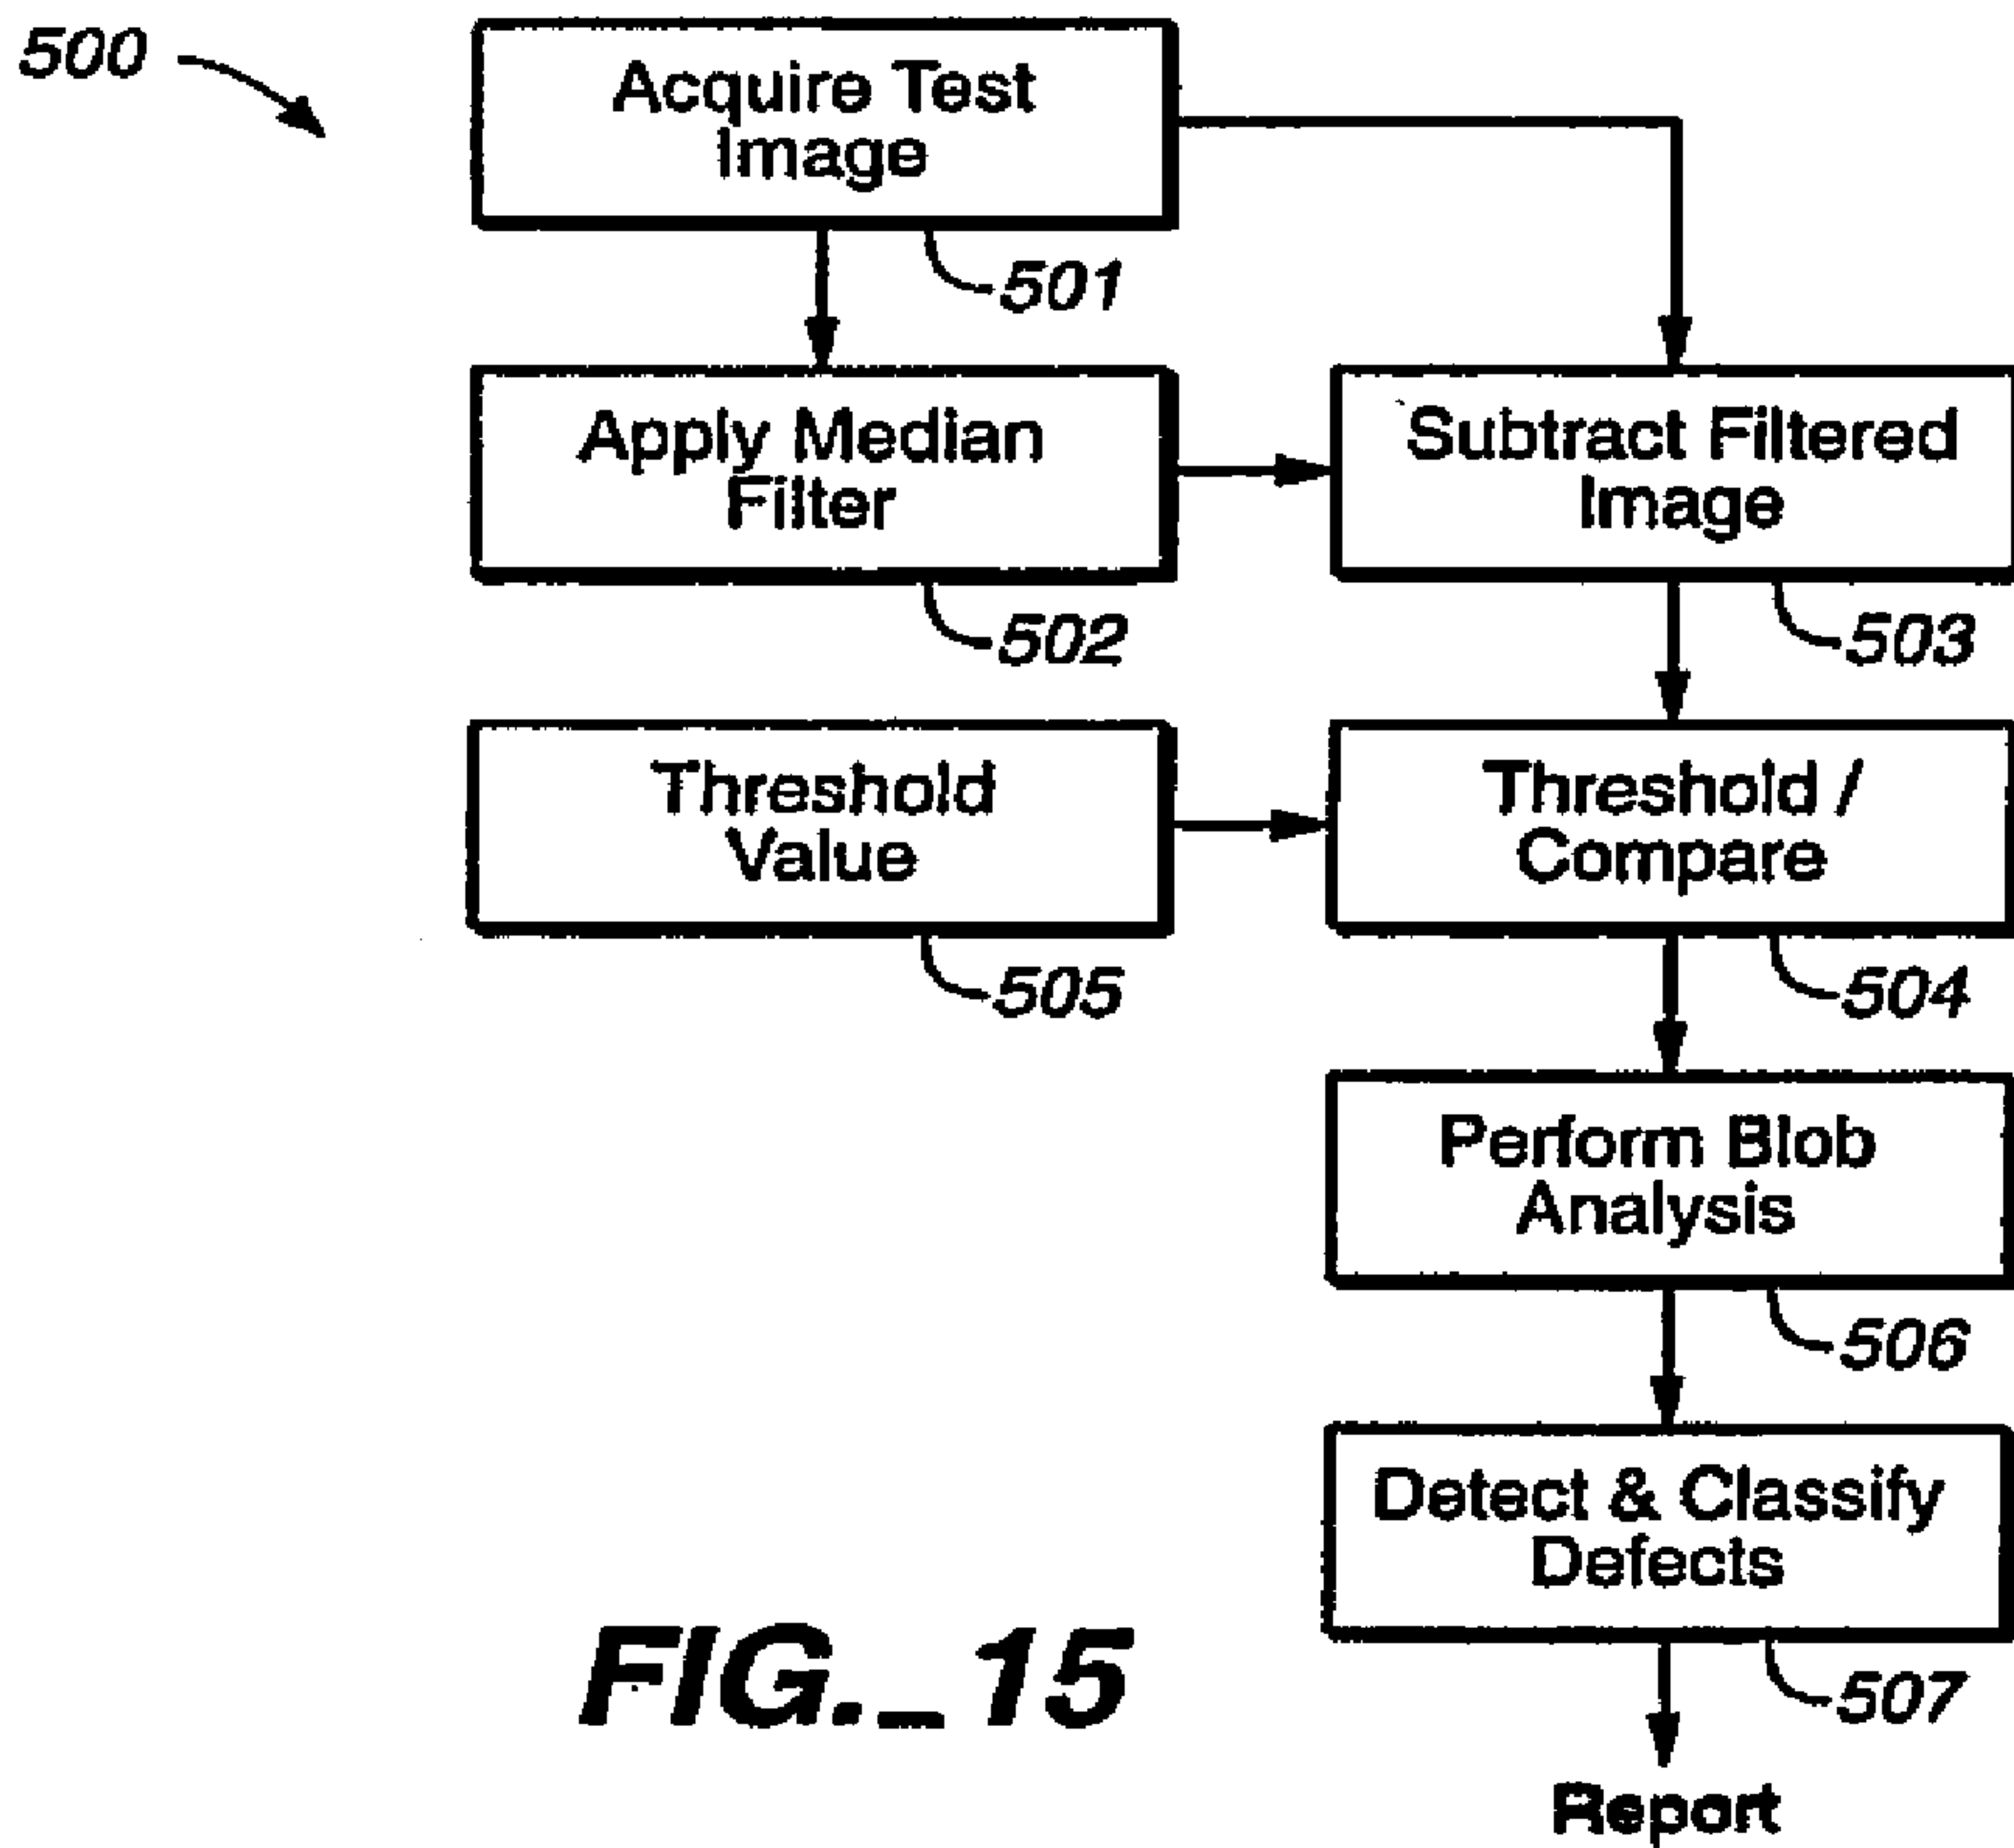 500
Acquire Test
Image
501
Apply Median
Filter
502
Subtract Filtered
Image
503
Threshold
Value
505
Threshold /
Compare
504
Perform Blob
Analysis
506
Detect & Classify
Defects
507
Report
FIG._15